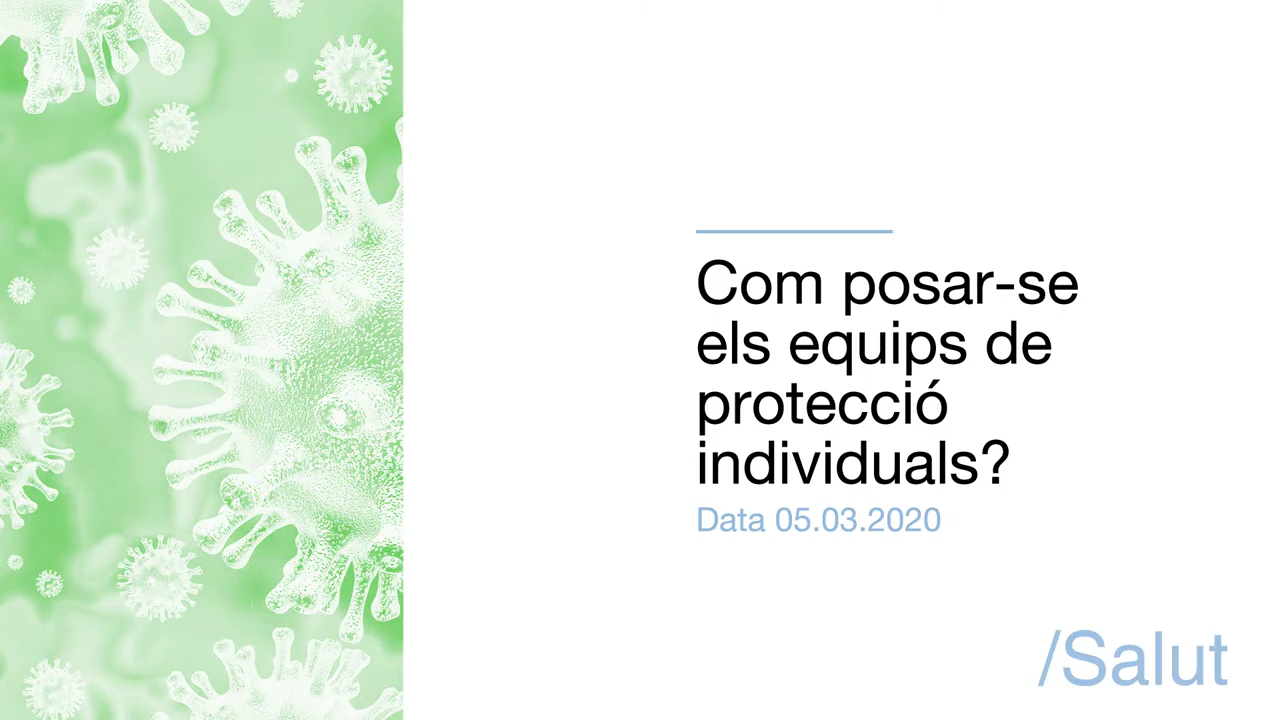 Com posar-se
els equips de
protecció
individuals?
Data 05.03.2020
/Salut